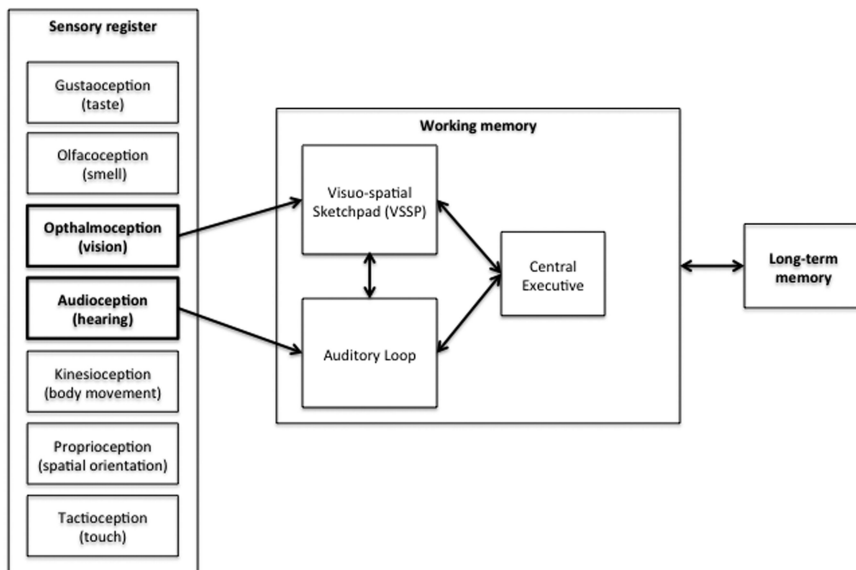 Sensory register
Gustaoception
(taste)
Olfacoception
(smell)
Opthalmoception
(vision)
Audioception
(hearing)
Kinesioception
(body movement)
Proprioception
(spatial orientation)
Tactioception
(touch)
Working memory
Visuo-spatial
Sketchpad (VSSP)
Auditory Loop
Central
Executive
Long-term
memory